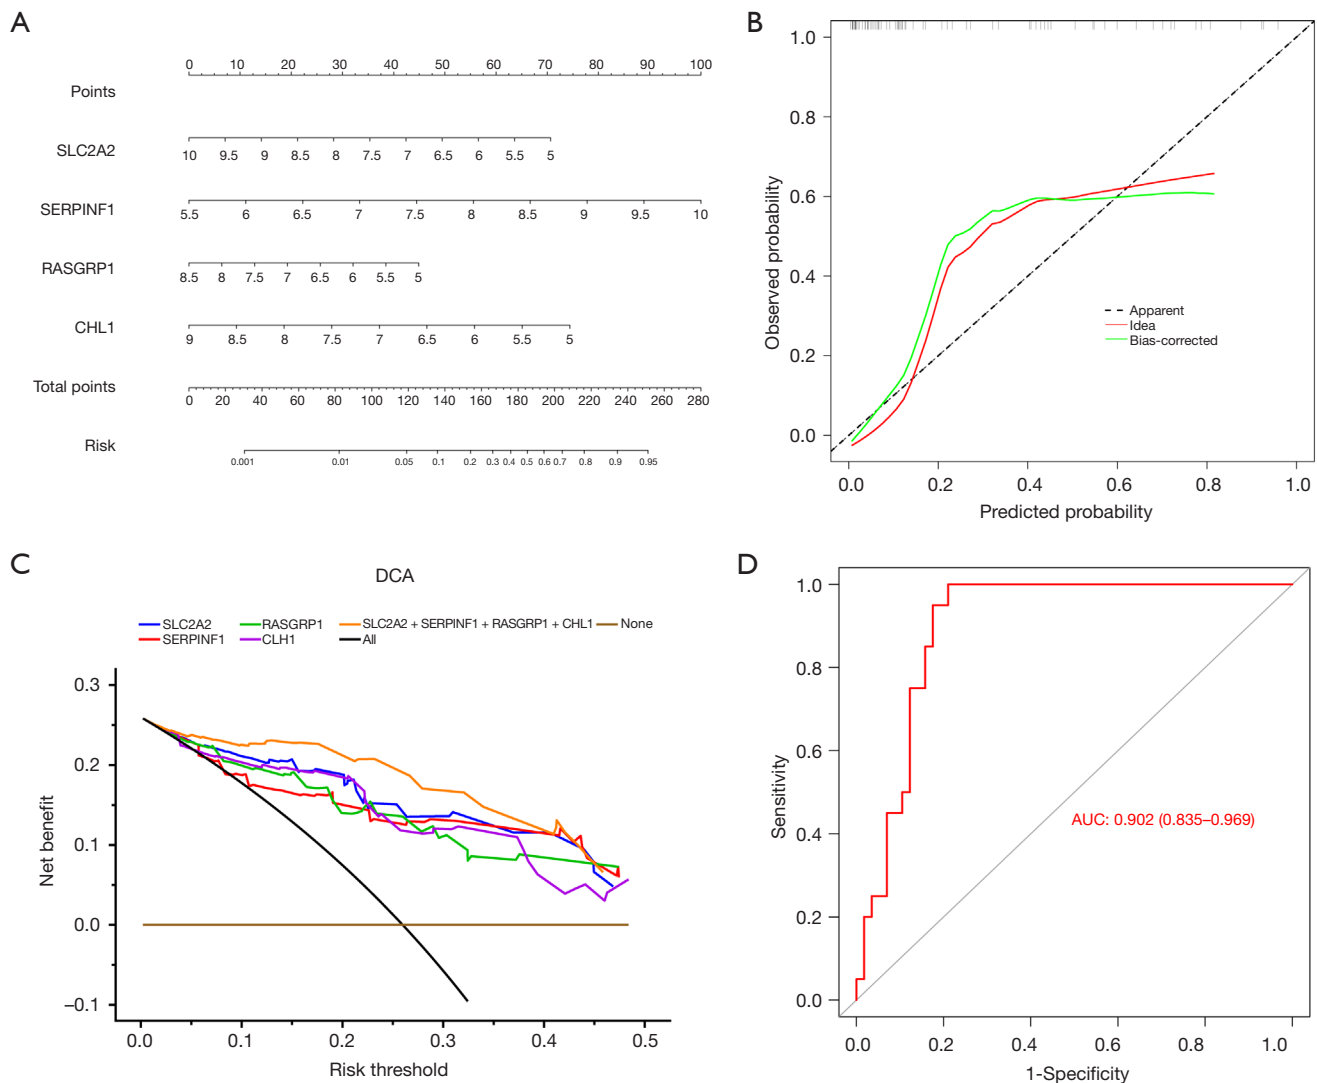 A
0 10 20 30 40 50 60 70 80 90 100
Points
SLC2A2
10 9.5 9 8.5 8 7.5 7 6.5 6 5.5 5
SERPINF1
5.5 6 6.5 7 7.5 8 8.5 9 9.5 10
RASGRP1
8.5 8 7.5 7 6.5 6 5.5 5
CHL1
9 8.5 8 7.5 7 6.5 6 5.5 5
Total points
0 20 40 60 80 100 120 140 160 180 200 220 240 260 280
Risk
0.001 0.01 0.05 0.1 0.2 0.3 0.4 0.5 0.6 0.7 0.8 0.9 0.95
B
1.0
0.8
0.6
0.4
0.2
0.0
Observed probability
Apparent
Idea
Bias-corrected
0.0 0.2 0.4 0.6 0.8 1.0
Predicted probability
C
DCA
SLC2A2 RASGRP1 SLC2A2 + SERPINF1 + RASGRP1 + CHL1 None
SERPINF1 CLH1 All
0.3
0.2
0.1
0.0
–0.1
Net benefit
0.0 0.1 0.2 0.3 0.4 0.5
Risk threshold
D
1.0
0.8
0.6
0.4
0.2
0.0
Sensitivity
AUC: 0.902 (0.835–0.969)
0.0 0.2 0.4 0.6 0.8 1.0
1-Specificity